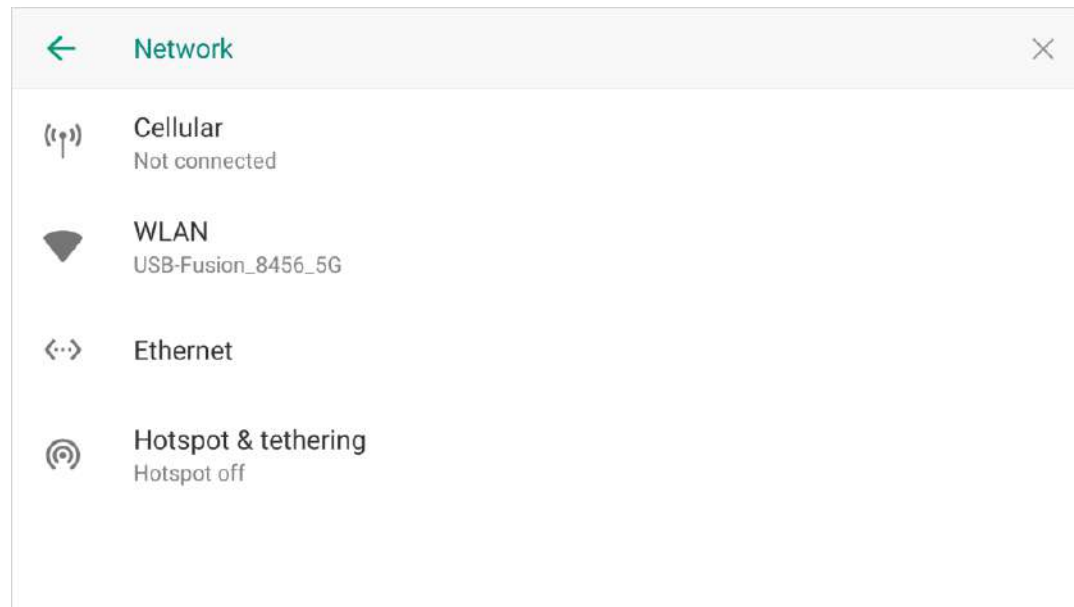 Network
Cellular
Not connected
WLAN
USB-Fusion_8456_5G
Ethernet
Hotspot & tethering
Hotspot off